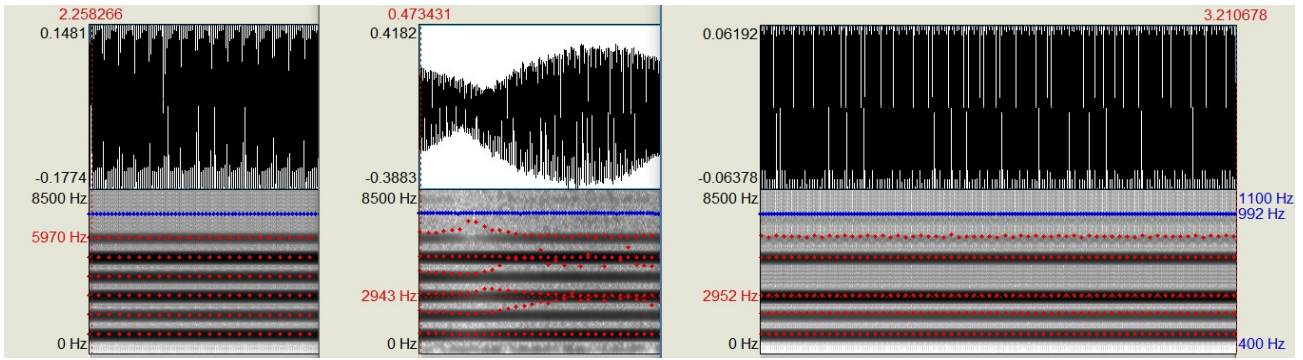 2.258266
0.1481
-0.1774
8500 Hz
5970 Hz
0 Hz
0.473431
0.4182
-0.3883
8500 Hz
2943 Hz
0 Hz
3.210678
0.06192
-0.06378
8500 Hz
2952 Hz
0 Hz
1100 Hz
992 Hz
400 Hz